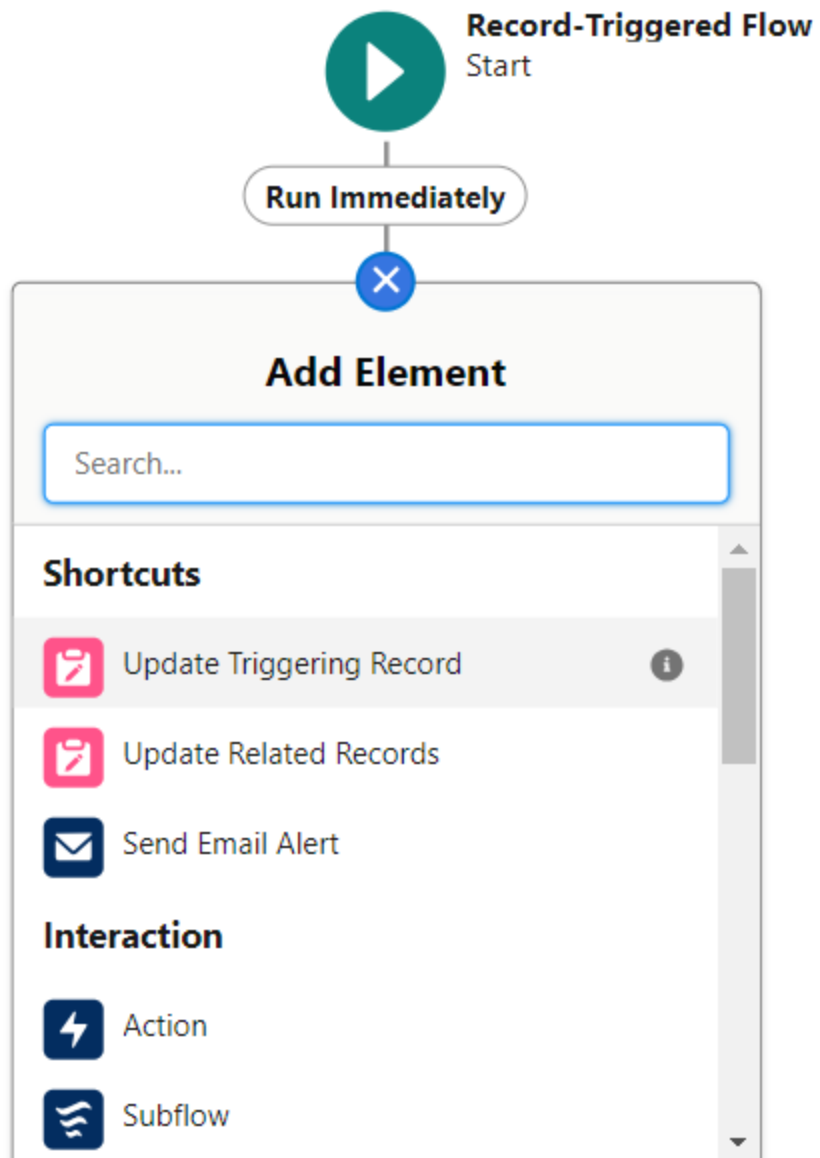 Record-Triggered Flow
Start
Run Immediately
Add Element
Search...
Shortcuts
Update Triggering Record
Update Related Records
Send Email Alert
Interaction
Action
Subflow